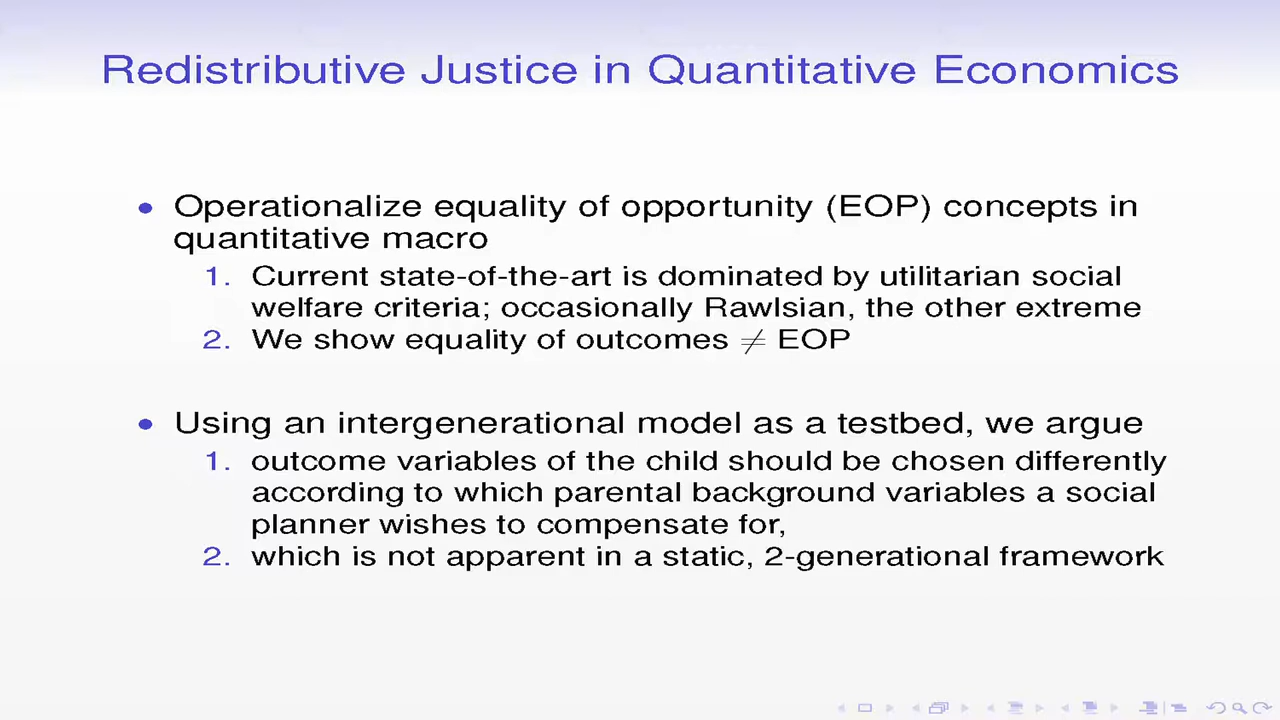 Redistributive Justice in Quantitative Economics
• Operationalize equality of opportunity (EOP) concepts in
quantitative macro
1. Current state-of-the-art is dominated by utilitarian social
welfare criteria; occasionally Rawlsian, the other extreme
2. We show equality of outcomes ≠ EOP
• Using an intergenerational model as a testbed, we argue
1. outcome variables of the child should be chosen differently
according to which parental background variables a social
planner wishes to compensate for,
2. which is not apparent in a static, 2-generational framework